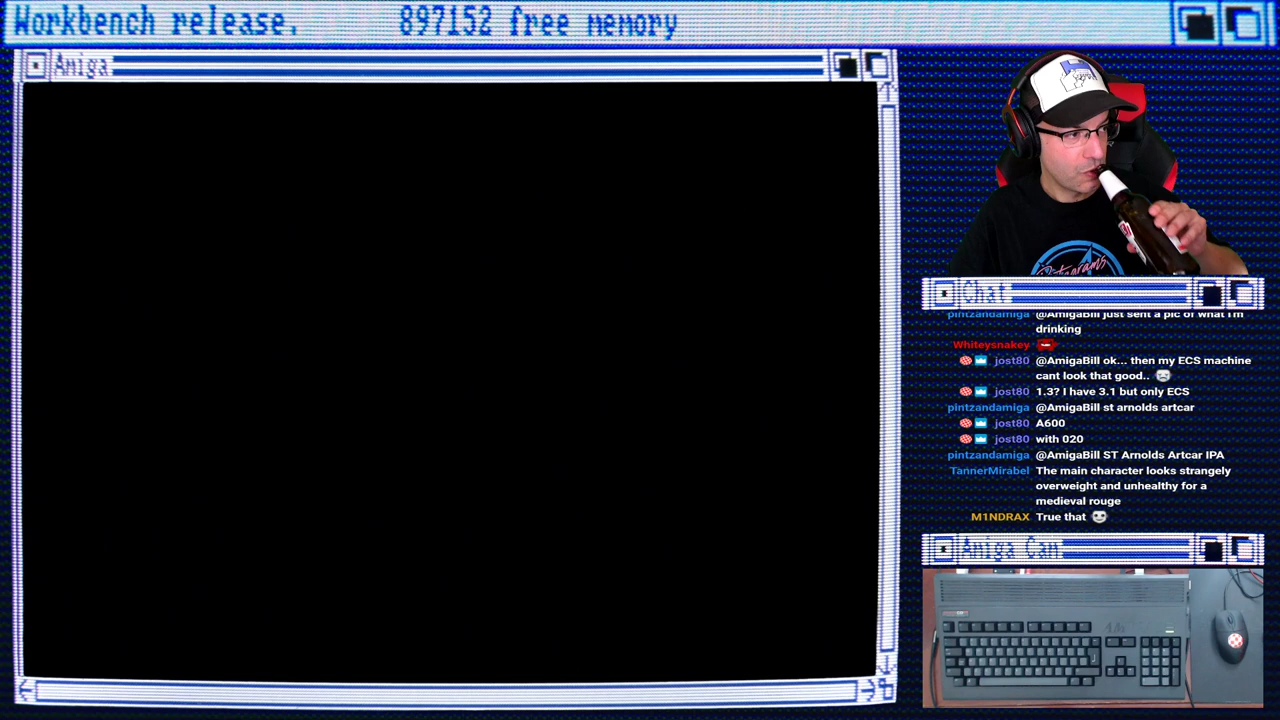 Workbench release. 897152 free memory
Amiga
Chat
pintzandamiga @AmigaBill just sent a pic of what I'm
drinking
Whiteysnakey
jost80 @AmigaBill ok... then my ECS machine
cant look that good..
jost80 1.3? I have 3.1 but only ECS
pintzandamiga @AmigaBill st arnolds artcar
jost80 A600
jost80 with 020
pintzandamiga @AmigaBill ST Arnolds Artcar IPA
TannerMirabel The main character looks strangely
overweight and unhealthy for a
medieval rouge
M1NDRAX True that
Amiga Cam